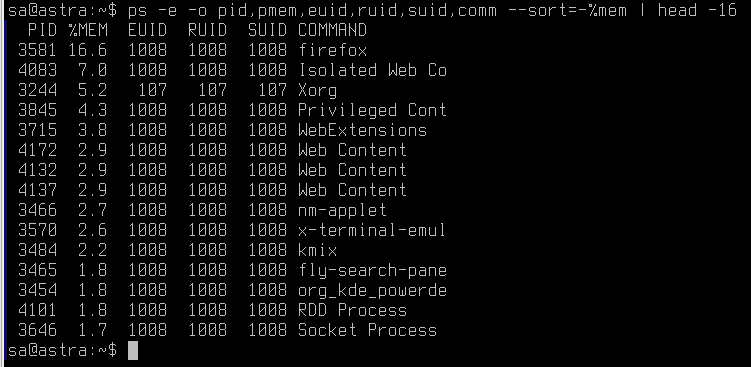 sa@astra:~$ ps -e -o pid,pmem,euid,ruid,suid,comm --sort=-%mem | head -16
PID %MEM EUID RUID SUID COMMAND
3581 16.6 1008 1008 1008 firefox
4083 7.0 1008 1008 1008 Isolated Web Co
3244 5.2 107 107 107 Xorg
3845 4.3 1008 1008 1008 Privileged Cont
3715 3.8 1008 1008 1008 WebExtensions
4172 2.9 1008 1008 1008 Web Content
4132 2.9 1008 1008 1008 Web Content
4137 2.9 1008 1008 1008 Web Content
3466 2.7 1008 1008 1008 nm-applet
3570 2.6 1008 1008 1008 x-terminal-emul
3484 2.2 1008 1008 1008 kmix
3465 1.8 1008 1008 1008 fly-search-pane
3454 1.8 1008 1008 1008 org_kde_powerde
4101 1.8 1008 1008 1008 RDD Process
3646 1.7 1008 1008 1008 Socket Process
sa@astra:~$